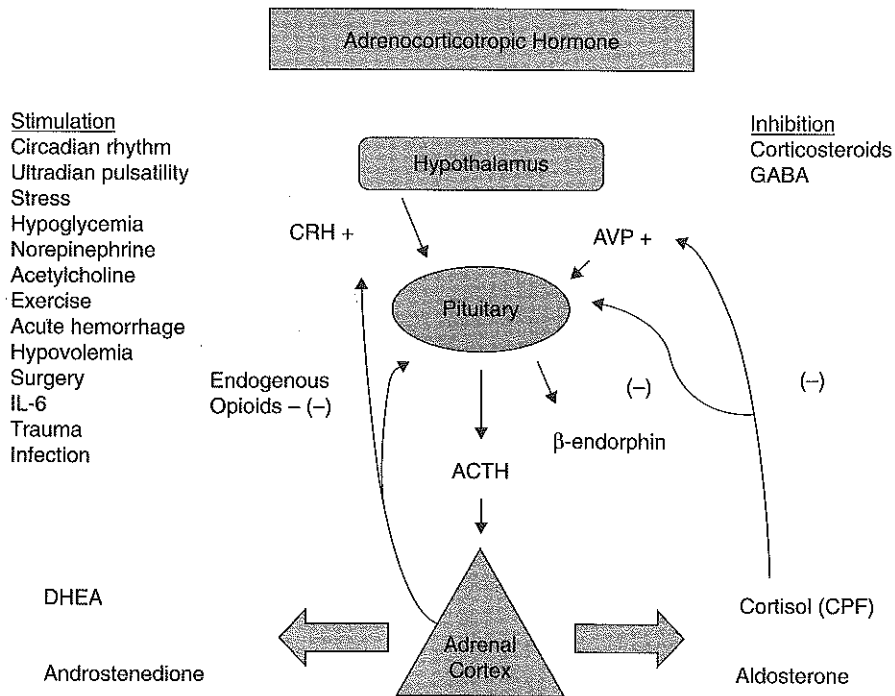 Adrenocorticotropic Hormone
Stimulation
Circadian rhythm
Ultradian pulsatility
Stress
Hypoglycemia
Norepinephrine
Acetylcholine
Exercise
Acute hemorrhage
Hypovolemia
Surgery
IL-6
Trauma
Infection
Hypothalamus
Inhibition
Corticosteroids
GABA
CRH +
AVP +
Pituitary
Endogenous
Opioids – (–)
(–)
(–)
β-endorphin
ACTH
DHEA
Androstenedione
Adrenal
Cortex
Cortisol (CPF)
Aldosterone